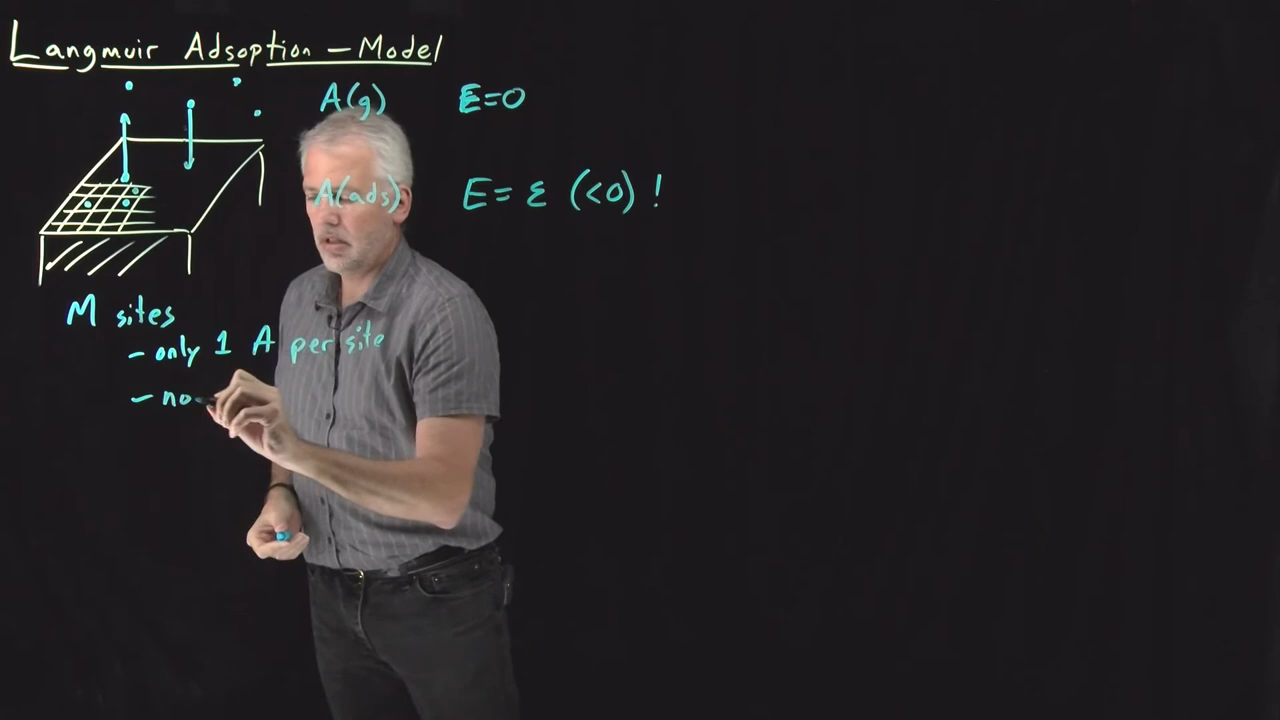 Langmuir Adsoption - Model
A(g) E=0
A(ads) E= ε (<0) !
M sites
- only 1 A per site
- no